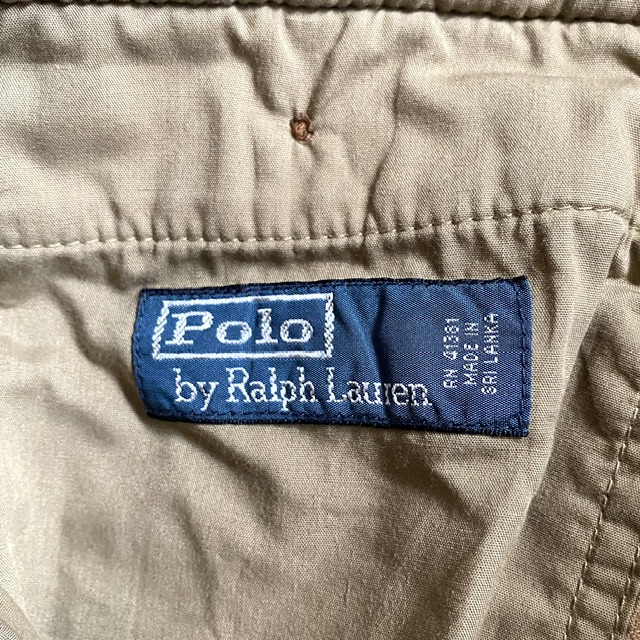 Polo
by Ralph Lauren
RN 41381
MADE IN
SRI LANKA